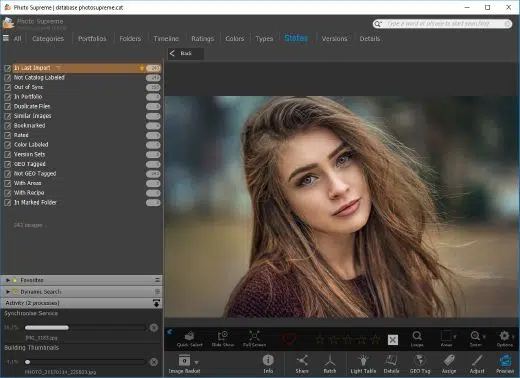 Photo Supreme | database photosupreme.cat
Photo Supreme
Type a word or phrase to start searching
All Categories Portfolios Folders Timeline Ratings Colors Types States Versions Details
Back
In Last Import
Not Catalog Labeled
Out of Sync
In Portfolio
Duplicate Files
Similar Images
Bookmarked
Rated
Color Labeled
Version Sets
GEO Tagged
Not GEO Tagged
With Areas
With Recipe
In Marked Folder
243 images
Favorites
Dynamic Search
Activity (2 processes)
Synchronise Service
IMG_3183.jpg
Building Thumbnails
Quick Select Slide Show Full Screen Loupe Areas Zoom Options
Image Basket Info Share Batch Light Table Details GEO Tag Assign Adjust Preview